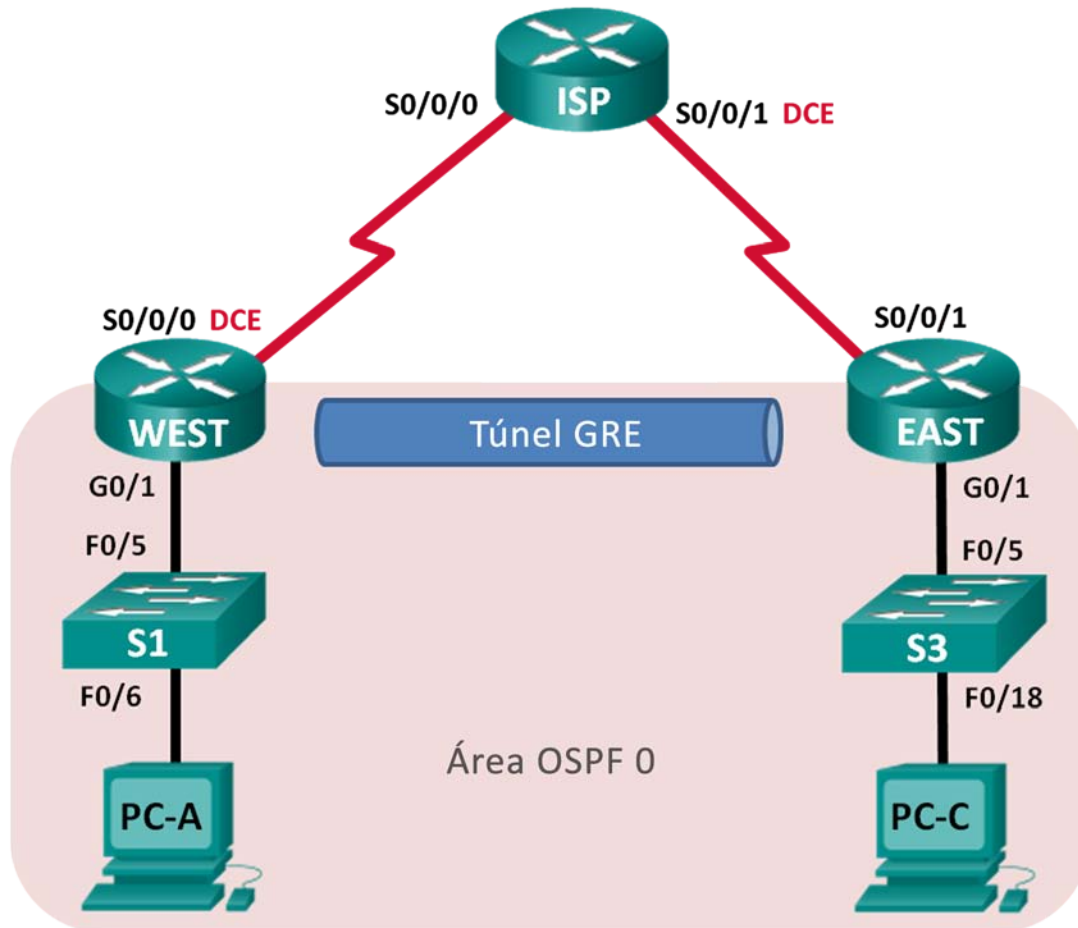 ISP
S0/0/0
S0/0/1 DCE
S0/0/0 DCE
S0/0/1
WEST
Túnel GRE
EAST
G0/1
G0/1
F0/5
F0/5
S1
S3
F0/6
F0/18
Área OSPF 0
PC-A
PC-C